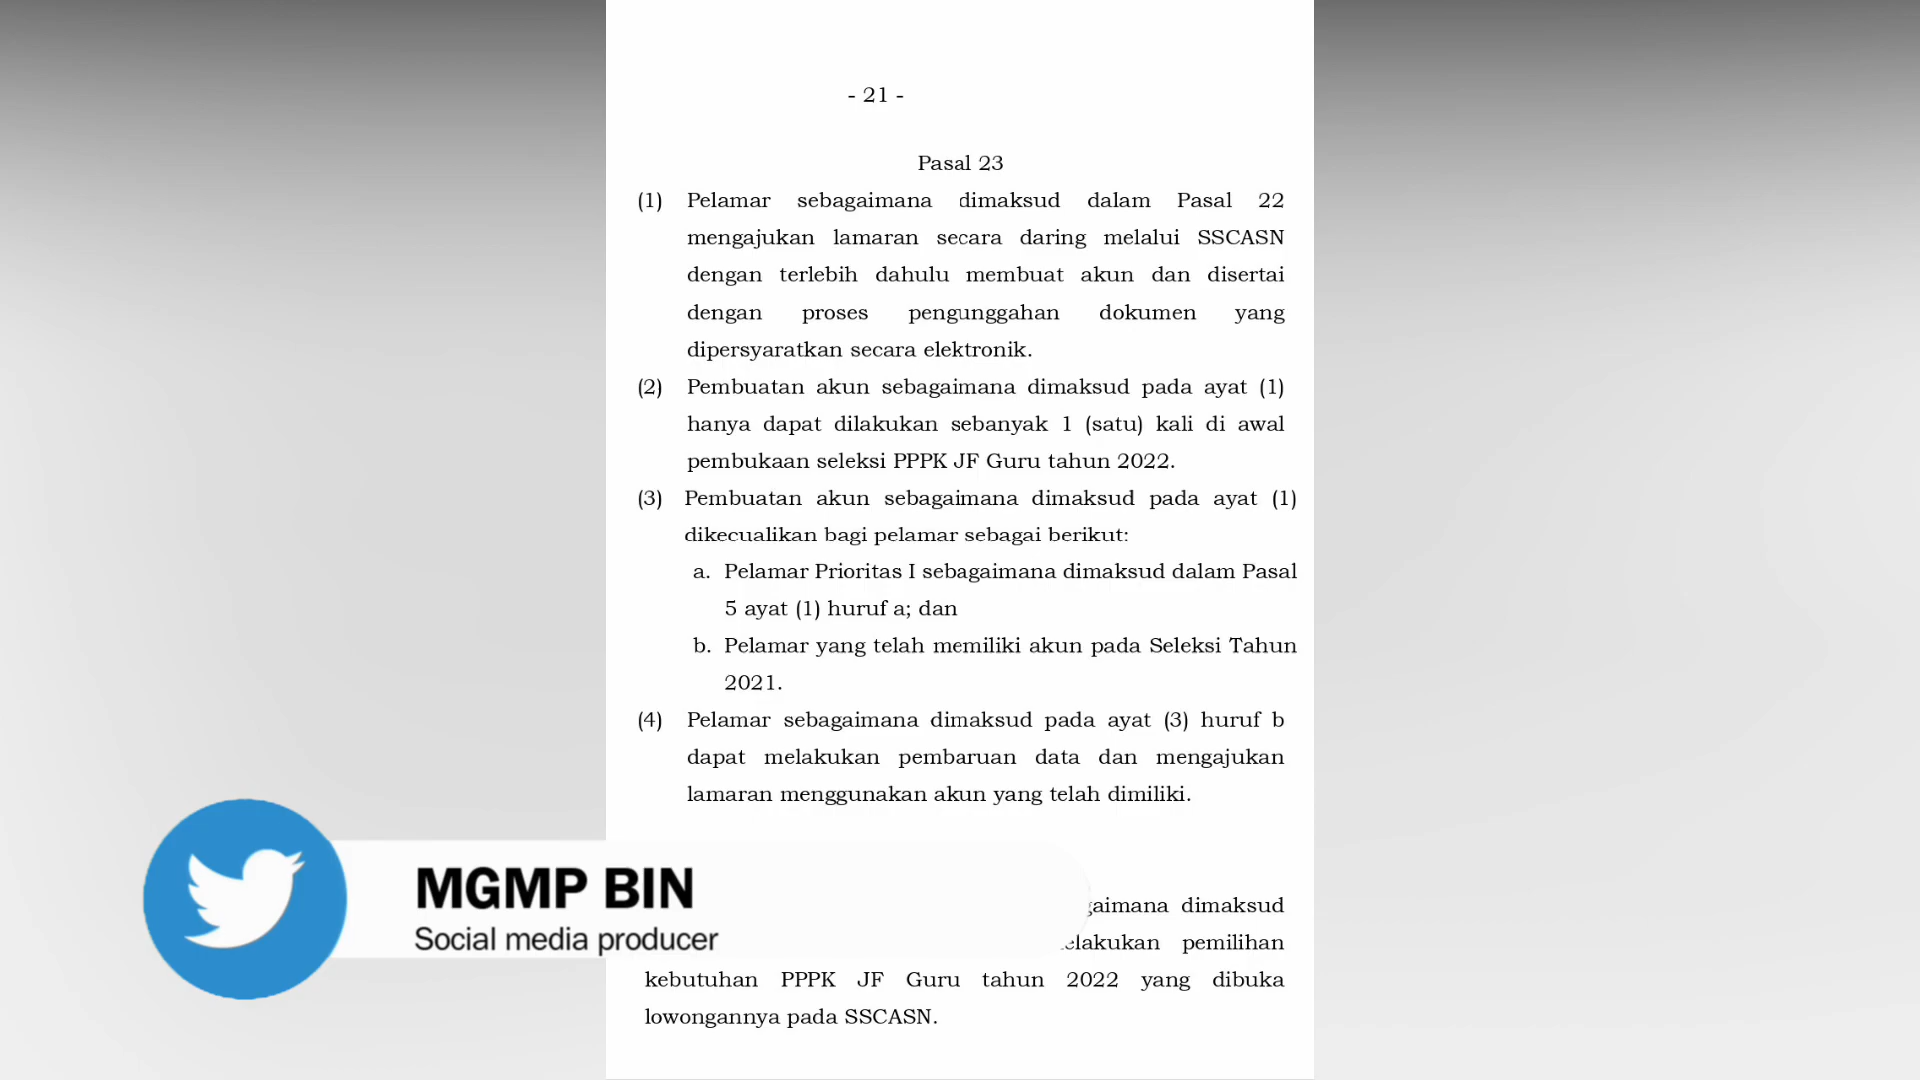 - 21 -
Pasal 23
(1) Pelamar sebagaimana dimaksud dalam Pasal 22
mengajukan lamaran secara daring melalui SSCASN
dengan terlebih dahulu membuat akun dan disertai
dengan proses pengunggahan dokumen yang
dipersyaratkan secara elektronik.
(2) Pembuatan akun sebagaimana dimaksud pada ayat (1)
hanya dapat dilakukan sebanyak 1 (satu) kali di awal
pembukaan seleksi PPPK JF Guru tahun 2022.
(3) Pembuatan akun sebagaimana dimaksud pada ayat (1)
dikecualikan bagi pelamar sebagai berikut:
a. Pelamar Prioritas I sebagaimana dimaksud dalam Pasal
5 ayat (1) huruf a; dan
b. Pelamar yang telah memiliki akun pada Seleksi Tahun
2021.
(4) Pelamar sebagaimana dimaksud pada ayat (3) huruf b
dapat melakukan pembaruan data dan mengajukan
lamaran menggunakan akun yang telah dimiliki.
MGMP BIN
Social media producer
dimaksud
pemilihan
kebutuhan PPPK JF Guru tahun 2022 yang dibuka
lowongannya pada SSCASN.